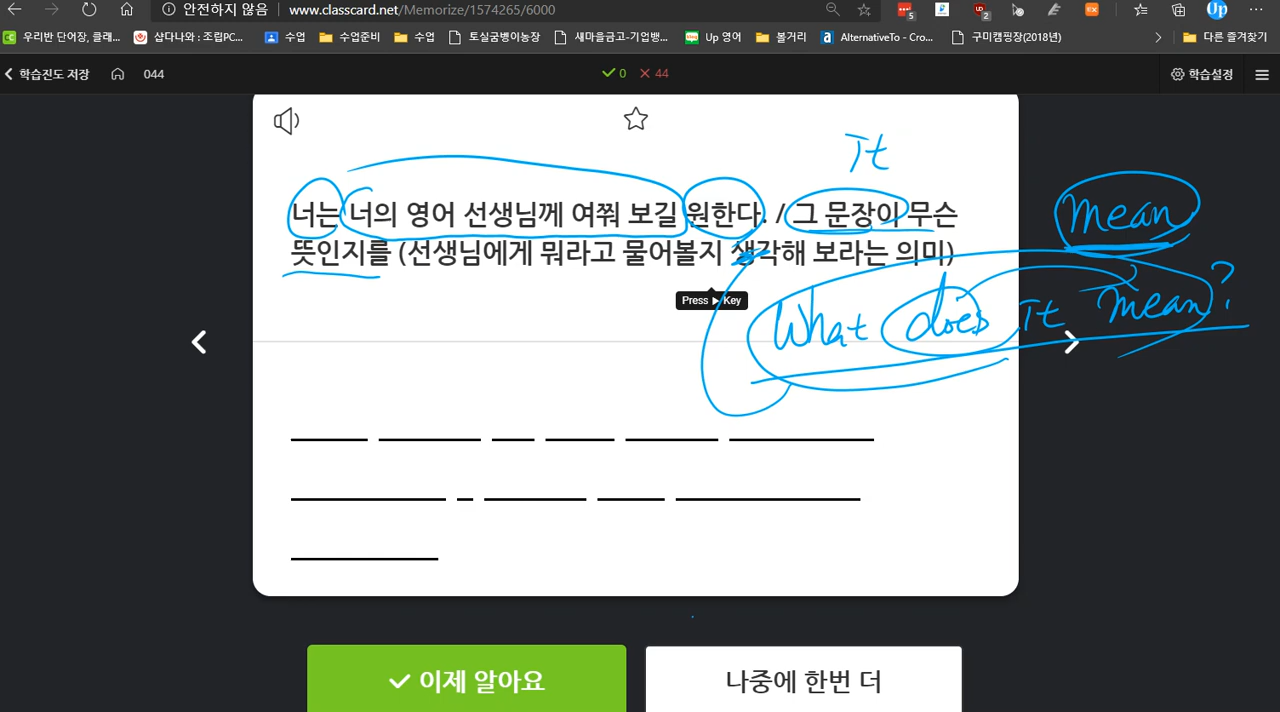 안전하지 않음 www.classcard.net/Memorize/1574265/6000 Up
우리반 단어장, 클래... 샵다나와 : 조립PC... 수업 수업준비 수업 토실굼벵이농장 새마을금고-기업뱅... Up 영어 볼거리 AlternativeTo - Cro... 구미캠핑장(2018년) 다른 즐겨찾기
학습진도 저장 044 0 44 학습설정
It
mean
너는 너의 영어 선생님께 여쭤 보길 원한다. / 그 문장이 무슨
뜻인지를 (선생님에게 뭐라고 물어볼지 생각해 보라는 의미)
Press Key
What does It mean?
이제 알아요 나중에 한번 더